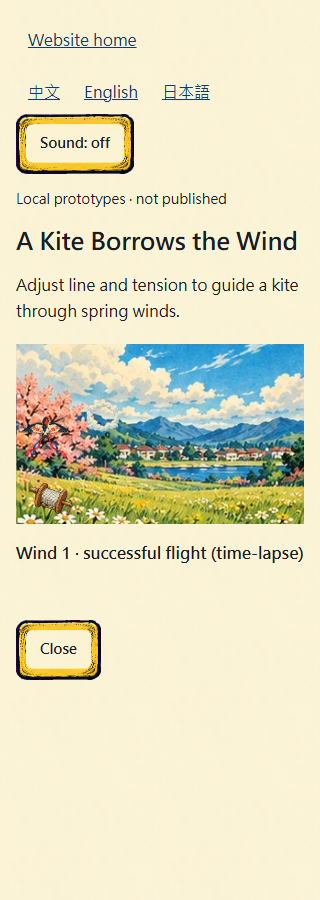 Website home
中文 English 日本語
Sound: off
Local prototypes · not published
A Kite Borrows the Wind
Adjust line and tension to guide a kite
through spring winds.
Wind 1 · successful flight (time-lapse)
Close